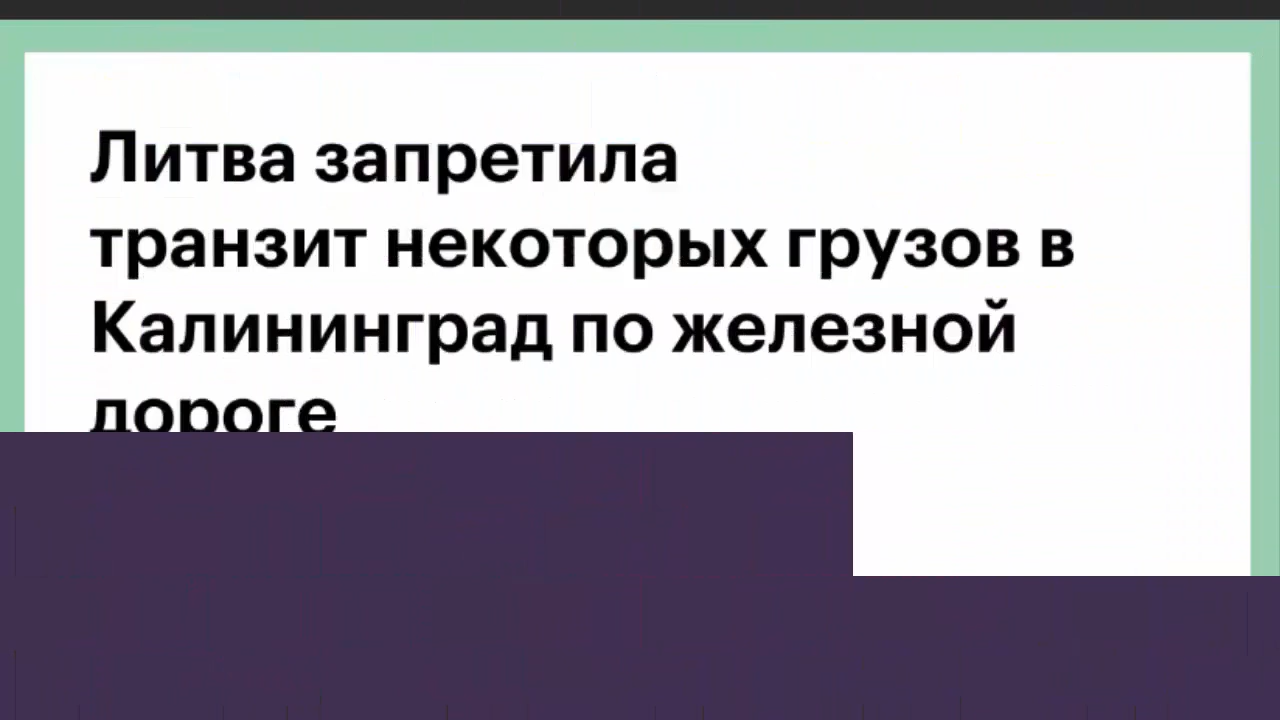 Литва запретила
транзит некоторых грузов в
Калининград по железной
дороге